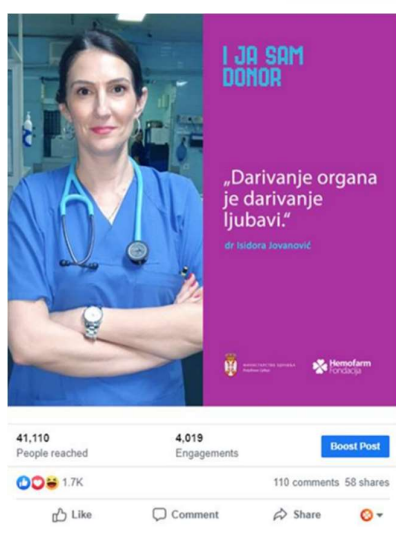 I JA SAM
DONOR
„Darivanje organa
je darivanje
ljubavi.“
dr Isidora Jovanović
Hemofarm
Fondacija
41,110
People reached
4,019
Engagements
Boost Post
1.7K
110 comments 58 shares
Like
Comment
Share